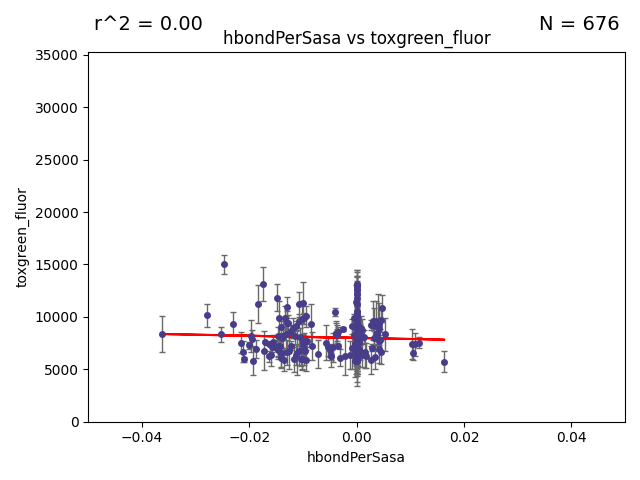 r^2 = 0.00
N = 676
hbondPerSasa vs toxgreen_fluor
35000
30000
25000
20000
15000
10000
5000
0
toxgreen_fluor
−0.04
−0.02
0.00
0.02
0.04
hbondPerSasa